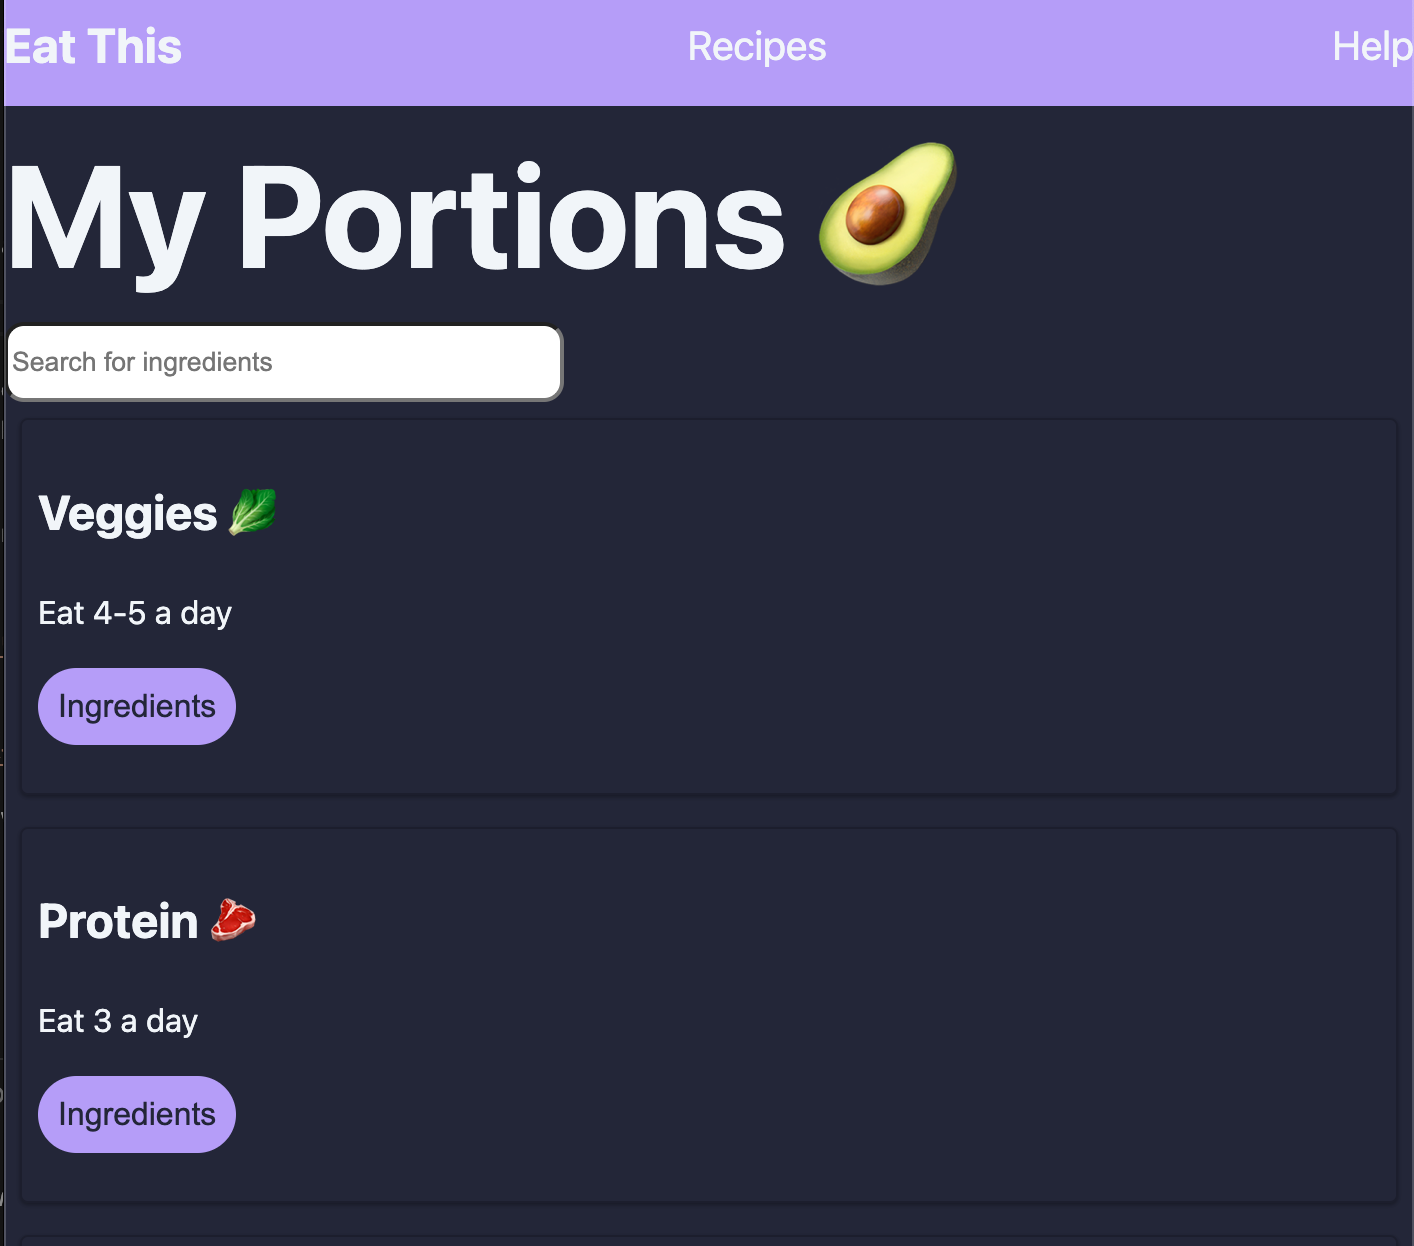 Eat This Recipes Help
My Portions 🥑
Search for ingredients
Veggies 🥬
Eat 4-5 a day
Ingredients
Protein 🥩
Eat 3 a day
Ingredients